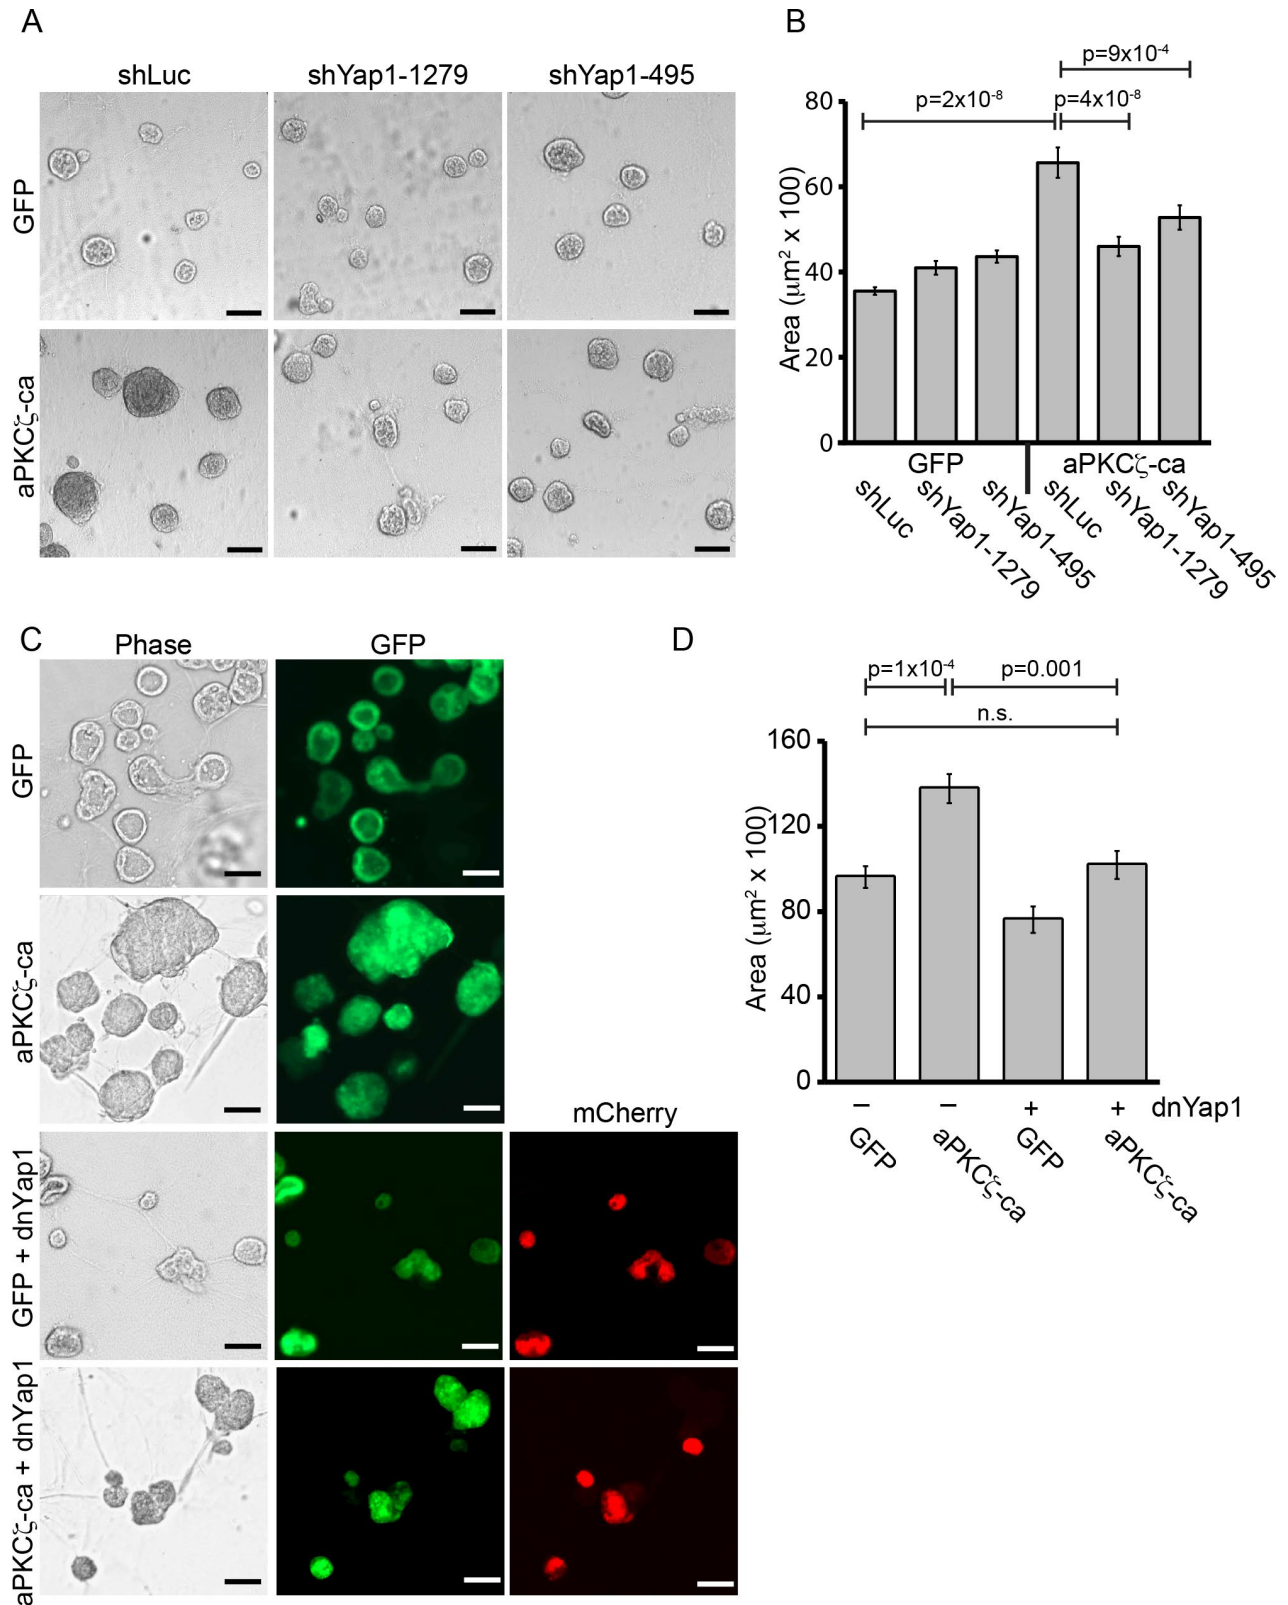 A
shLuc shYap1-1279 shYap1-495
GFP
aPKCζ-ca
B
p=9x10-4
p=2x10-8 p=4x10-8
Area (µm2 x 100)
80
60
40
20
0
GFP aPKCζ-ca
shLuc shYap1-1279 shYap1-495 shLuc shYap1-1279 shYap1-495
C
Phase GFP
GFP
aPKCζ-ca
mCherry
GFP + dnYap1
aPKCζ-ca + dnYap1
D
p=1x10-4 p=0.001
n.s.
Area (µm2 x 100)
160
120
80
40
0
– – + + dnYap1
GFP aPKCζ-ca GFP aPKCζ-ca